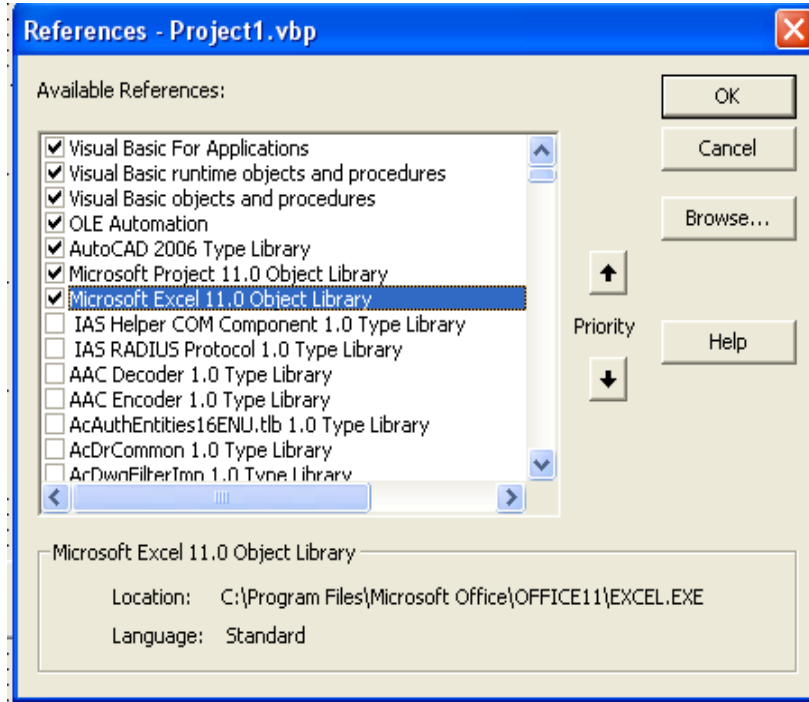 References - Project1.vbp
Available References:
Visual Basic For Applications
Visual Basic runtime objects and procedures
Visual Basic objects and procedures
OLE Automation
AutoCAD 2006 Type Library
Microsoft Project 11.0 Object Library
Microsoft Excel 11.0 Object Library
IAS Helper COM Component 1.0 Type Library
IAS RADIUS Protocol 1.0 Type Library
AAC Decoder 1.0 Type Library
AAC Encoder 1.0 Type Library
AcAuthEntities16ENU.tlb 1.0 Type Library
AcDrCommon 1.0 Type Library
AcDwgFilterImp 1.0 Type Library
OK
Cancel
Browse...
Priority
Help
Microsoft Excel 11.0 Object Library
Location: C:\Program Files\Microsoft Office\OFFICE11\EXCEL.EXE
Language: Standard